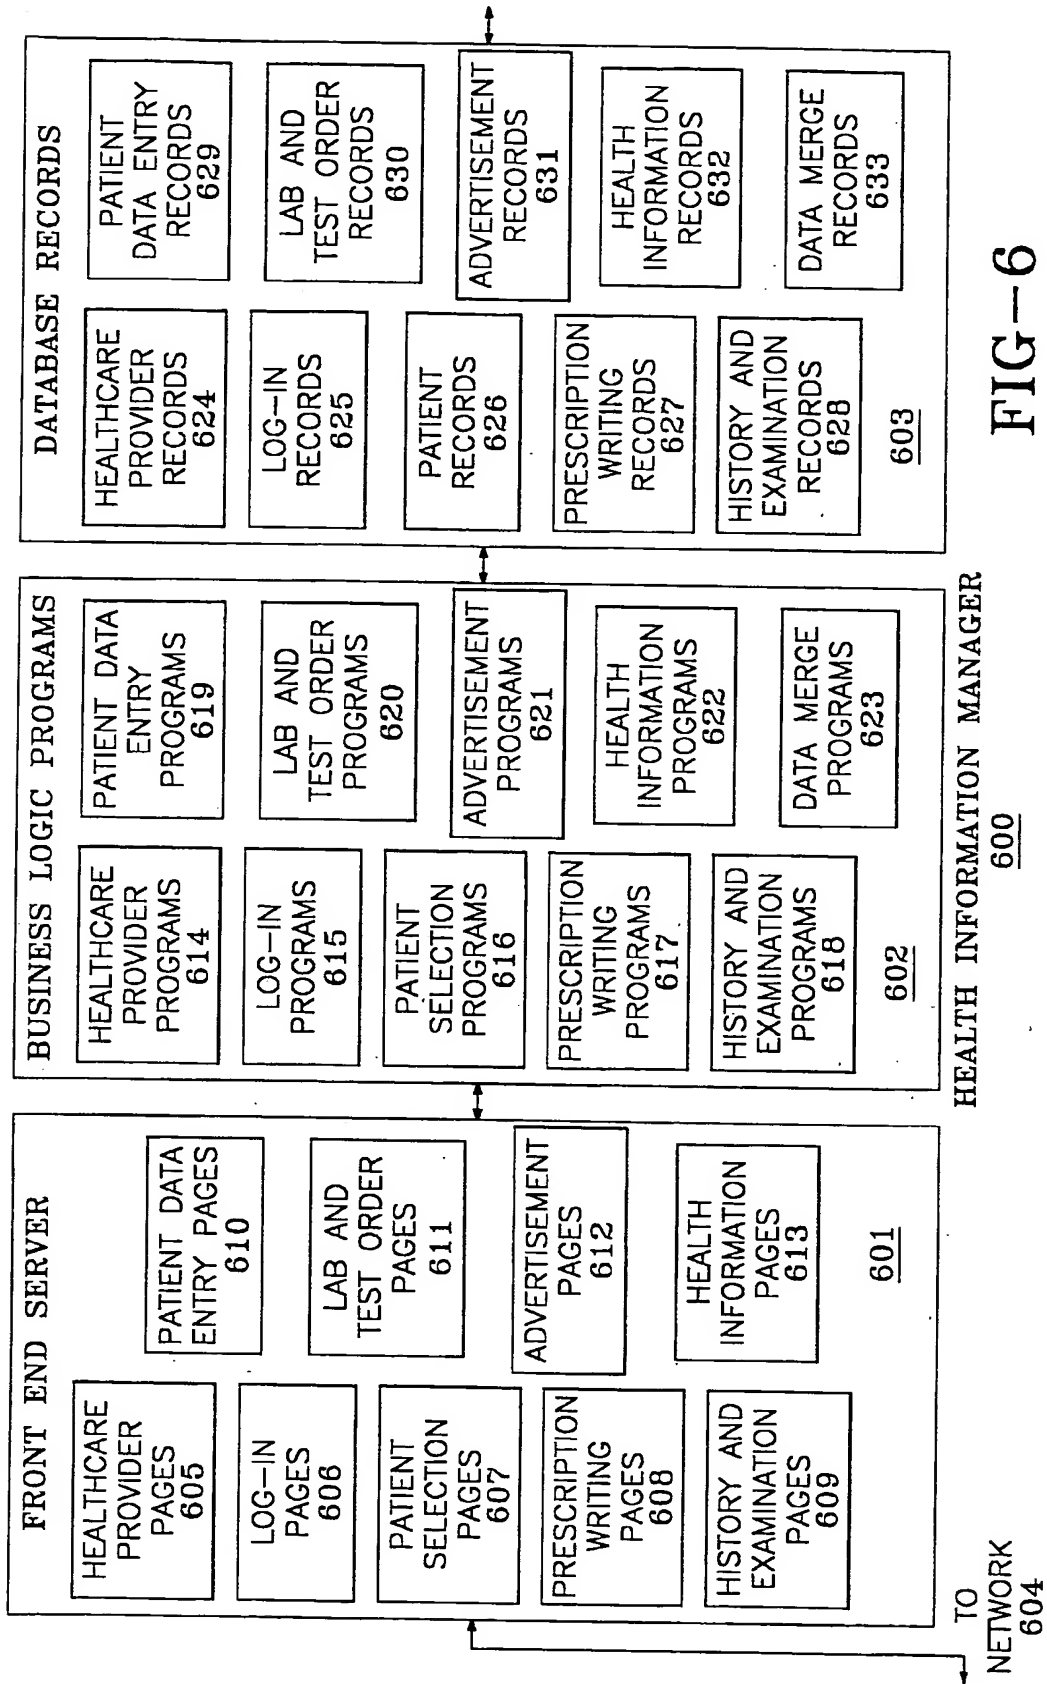 FRONT END SERVER
HEALTHCARE
PROVIDER
PAGES
605
LOG-IN
PAGES
606
PATIENT
SELECTION
PAGES
607
PRESCRIPTION
WRITING
PAGES
608
HISTORY AND
EXAMINATION
PAGES
609
PATIENT DATA
ENTRY PAGES
610
LAB AND
TEST ORDER
PAGES
611
ADVERTISEMENT
PAGES
612
HEALTH
INFORMATION
PAGES
613
601
TO
NETWORK
604
BUSINESS LOGIC PROGRAMS
HEALTHCARE
PROVIDER
PROGRAMS
614
LOG-IN
PROGRAMS
615
PATIENT
SELECTION
PROGRAMS
616
PRESCRIPTION
WRITING
PROGRAMS
617
HISTORY AND
EXAMINATION
PROGRAMS
618
PATIENT DATA
ENTRY
PROGRAMS
619
LAB AND
TEST ORDER
PROGRAMS
620
ADVERTISEMENT
PROGRAMS
621
HEALTH
INFORMATION
PROGRAMS
622
DATA MERGE
PROGRAMS
623
602
DATABASE RECORDS
HEALTHCARE
PROVIDER
RECORDS
624
LOG-IN
RECORDS
625
PATIENT
RECORDS
626
PRESCRIPTION
WRITING
RECORDS
627
HISTORY AND
EXAMINATION
RECORDS
628
PATIENT
DATA ENTRY
RECORDS
629
LAB AND
TEST ORDER
RECORDS
630
ADVERTISEMENT
RECORDS
631
HEALTH
INFORMATION
RECORDS
632
DATA MERGE
RECORDS
633
603
HEALTH INFORMATION MANAGER
600
FIG-6